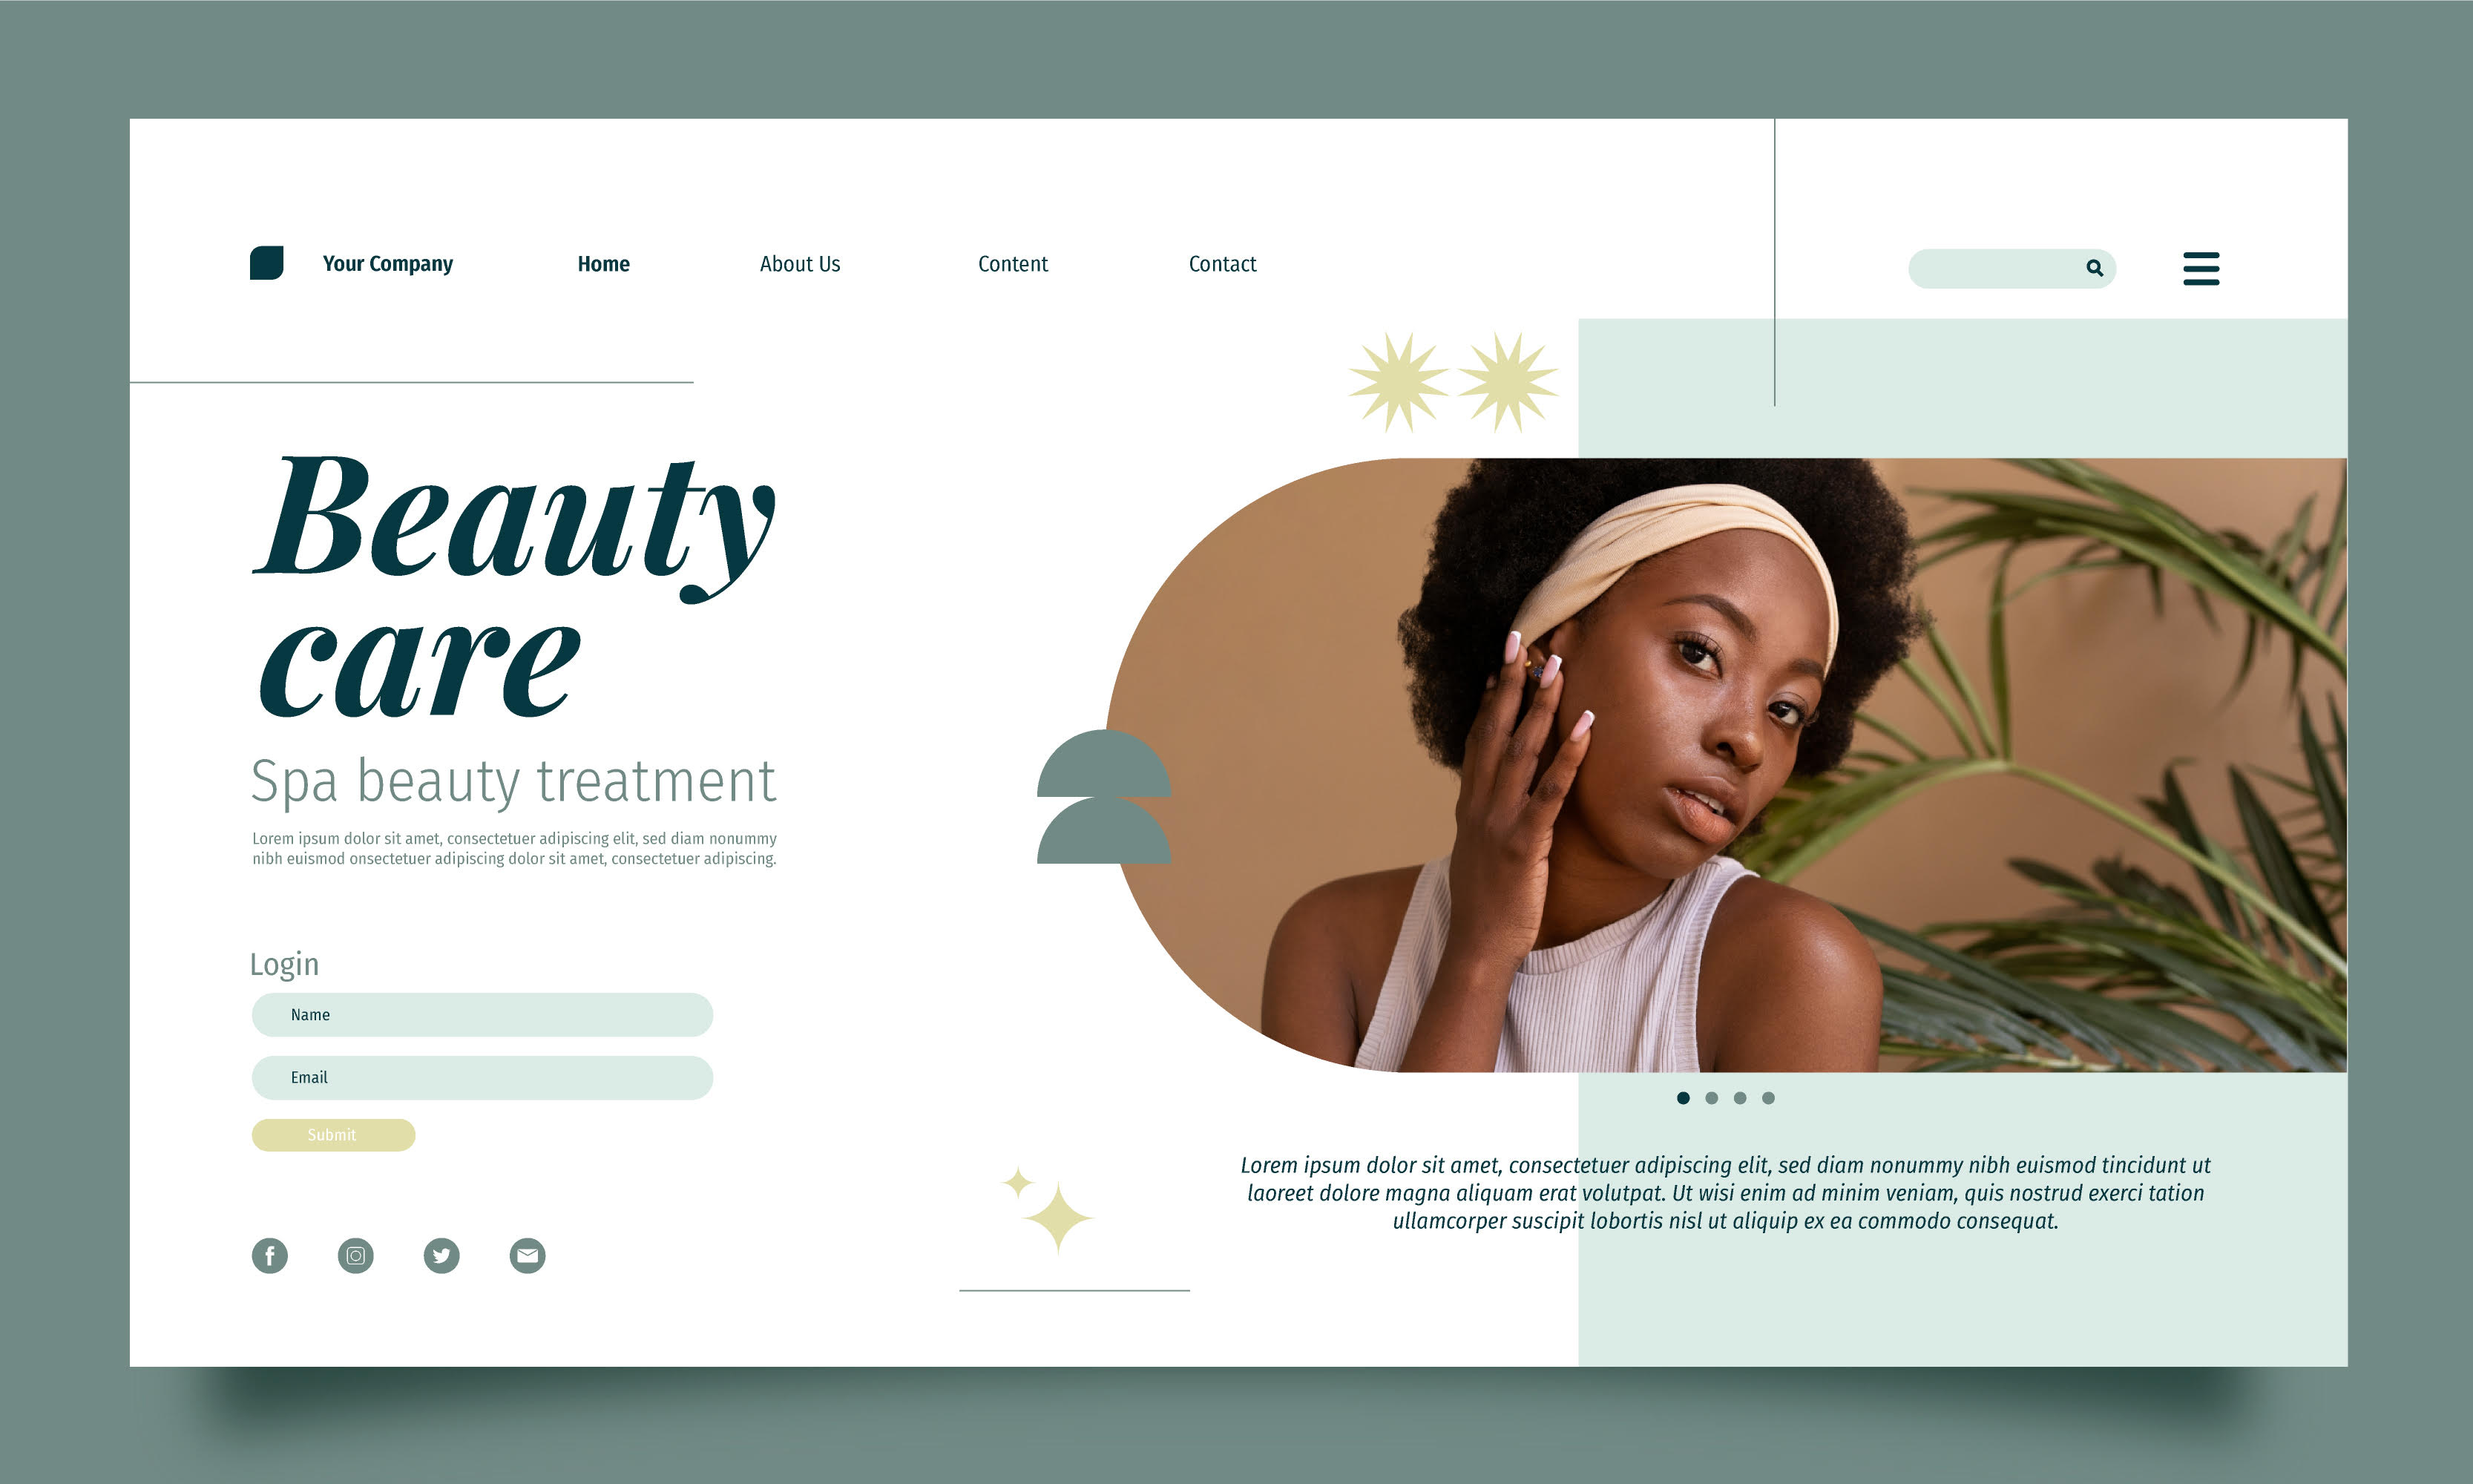 Your Company Home About Us Content Contact
Beauty
care
Spa beauty treatment
Lorem ipsum dolor sit amet, consectetuer adipiscing elit, sed diam nonummy
nibh euismod onsectetuer adipiscing dolor sit amet, consectetuer adipiscing.
Login
Name
Email
Submit
Lorem ipsum dolor sit amet, consectetuer adipiscing elit, sed diam nonummy nibh euismod tincidunt ut
laoreet dolore magna aliquam erat volutpat. Ut wisi enim ad minim veniam, quis nostrud exerci tation
ullamcorper suscipit lobortis nisl ut aliquip ex ea commodo consequat.